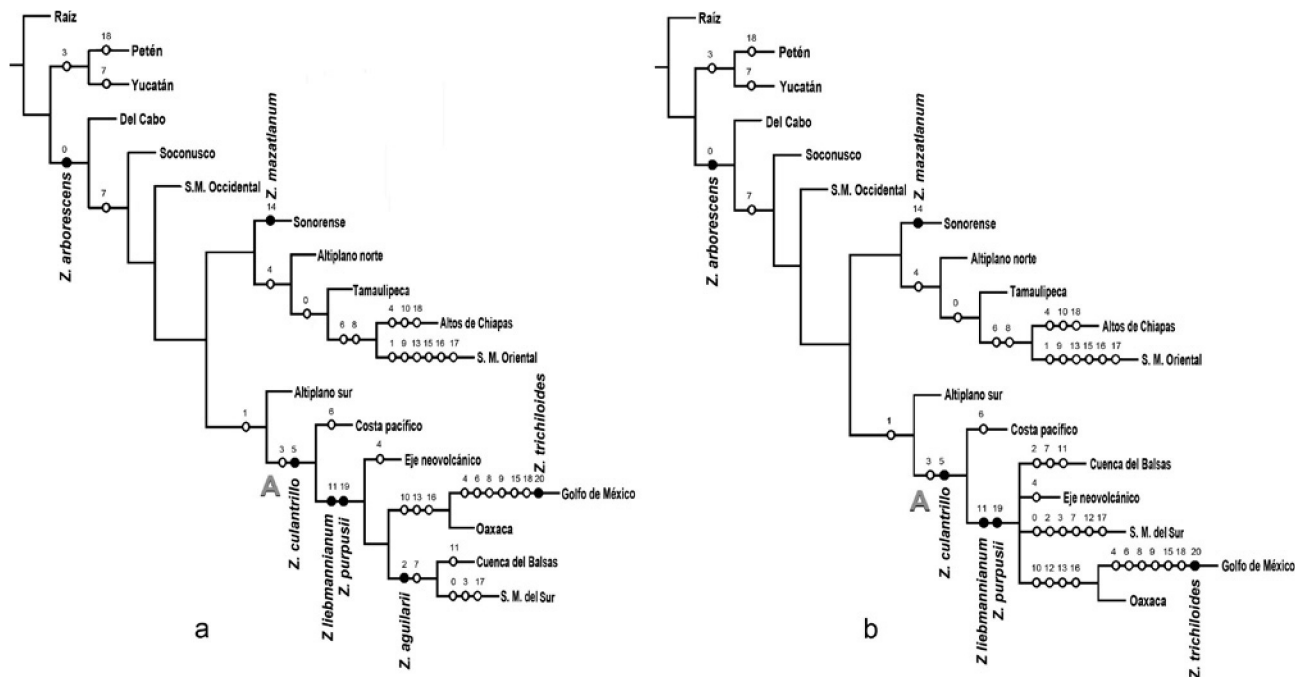 Raíz
18
3
Petén
7
Yucatán
Del Cabo
0
Z. arborescens
Soconusco
7
S.M. Occidental
Z. mazatlanum
14
Sonorense
4
Altiplano norte
0
Tamaulipeca
6 8
4 10 18
Altos de Chiapas
1 9 13 15 16 17
S. M. Oriental
Altiplano sur
1
6
Costa pacífico
3 5
A
Z. culantrillo
4
Eje neovolcánico
11 19
Z liebmannianum
Z. purpusii
Z. trichiloides
4 6 8 9 15 18 20
Golfo de México
10 13 16
Oaxaca
11
Cuenca del Balsas
2 7
Z. aguilarii
0 3 17
S. M. del Sur
a
Raíz
18
3
Petén
7
Yucatán
Del Cabo
0
Z. arborescens
Soconusco
7
S.M. Occidental
Z. mazatlanum
14
Sonorense
4
Altiplano norte
0
Tamaulipeca
6 8
4 10 18
Altos de Chiapas
1 9 13 15 16 17
S. M. Oriental
Altiplano sur
1
6
Costa pacífico
3 5
A
Z. culantrillo
2 7 11
Cuenca del Balsas
4
Eje neovolcánico
11 19
Z liebmannianum
Z. purpusii
0 2 3 7 12 17
S. M. del Sur
4 6 8 9 15 18 20
Golfo de México
10 12 13 16
Oaxaca
Z. trichiloides
b